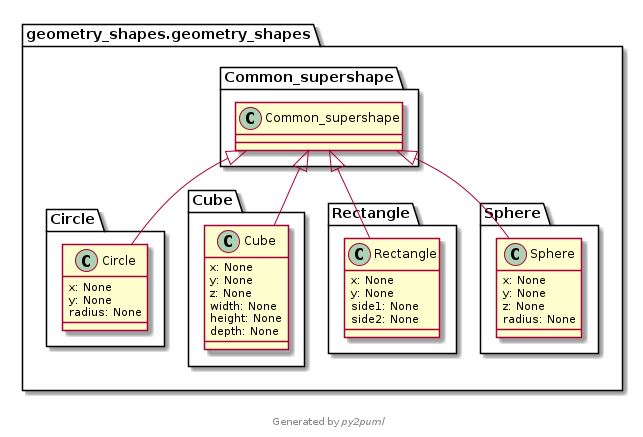 geometry_shapes.geometry_shapes
Common_supershape
C Common_supershape
Circle
C Circle
x: None
y: None
radius: None
Cube
C Cube
x: None
y: None
z: None
width: None
height: None
depth: None
Rectangle
C Rectangle
x: None
y: None
side1: None
side2: None
Sphere
C Sphere
x: None
y: None
z: None
radius: None
Generated by py2puml